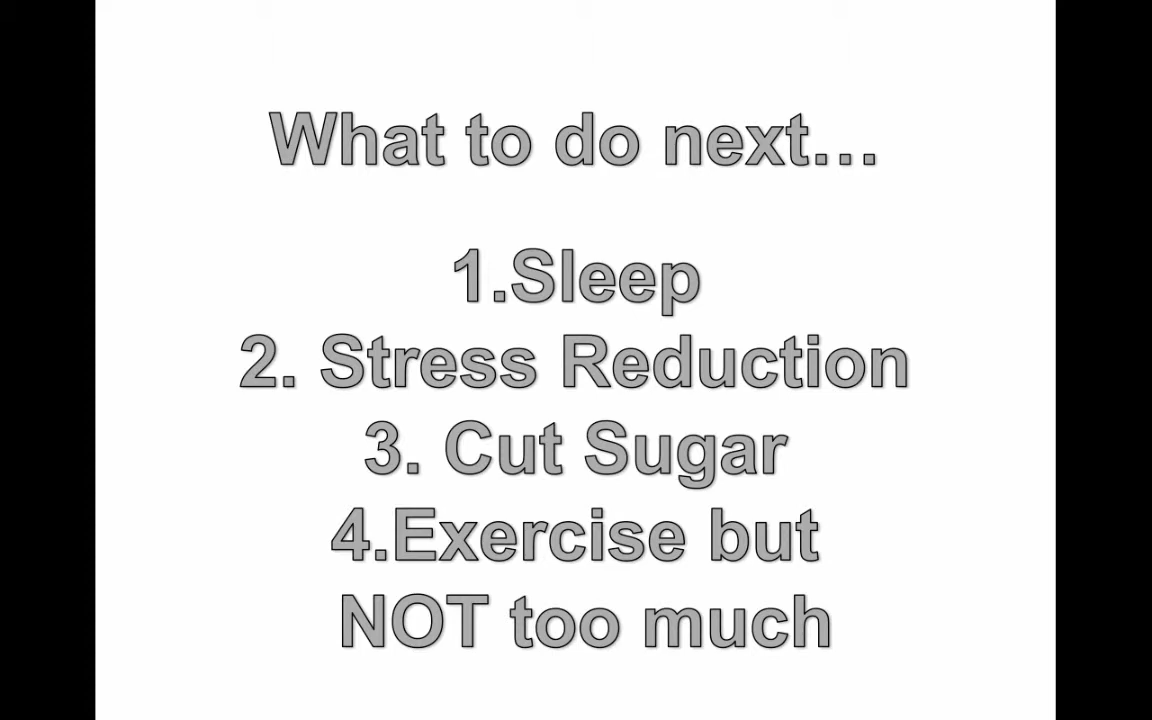 What to do next…
1.Sleep
2. Stress Reduction
3. Cut Sugar
4.Exercise but
NOT too much